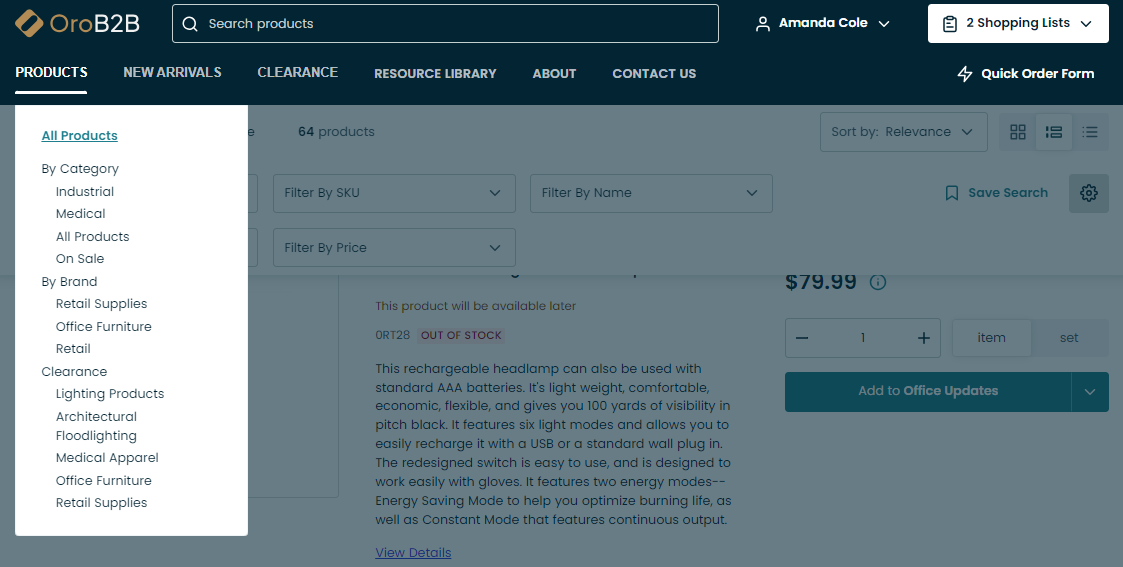 OroB2B
Search products
Amanda Cole
2 Shopping Lists
PRODUCTS
NEW ARRIVALS
CLEARANCE
RESOURCE LIBRARY
ABOUT
CONTACT US
Quick Order Form
All Products
By Category
Industrial
Medical
All Products
On Sale
By Brand
Retail Supplies
Office Furniture
Retail
Clearance
Lighting Products
Architectural
Floodlighting
Medical Apparel
Office Furniture
Retail Supplies
64 products
Sort by: Relevance
Filter By SKU
Filter By Name
Save Search
Filter By Price
$79.99
This product will be available later
0RT28 OUT OF STOCK
1
item
set
Add to Office Updates
This rechargeable headlamp can also be used with
standard AAA batteries. It's light weight, comfortable,
economic, flexible, and gives you 100 yards of visibility in
pitch black. It features six light modes and allows you to
easily recharge it with a USB or a standard wall plug in.
The redesigned switch is easy to use, and is designed to
work easily with gloves. It features two energy modes--
Energy Saving Mode to help you optimize burning life, as
well as Constant Mode that features continuous output.
View Details